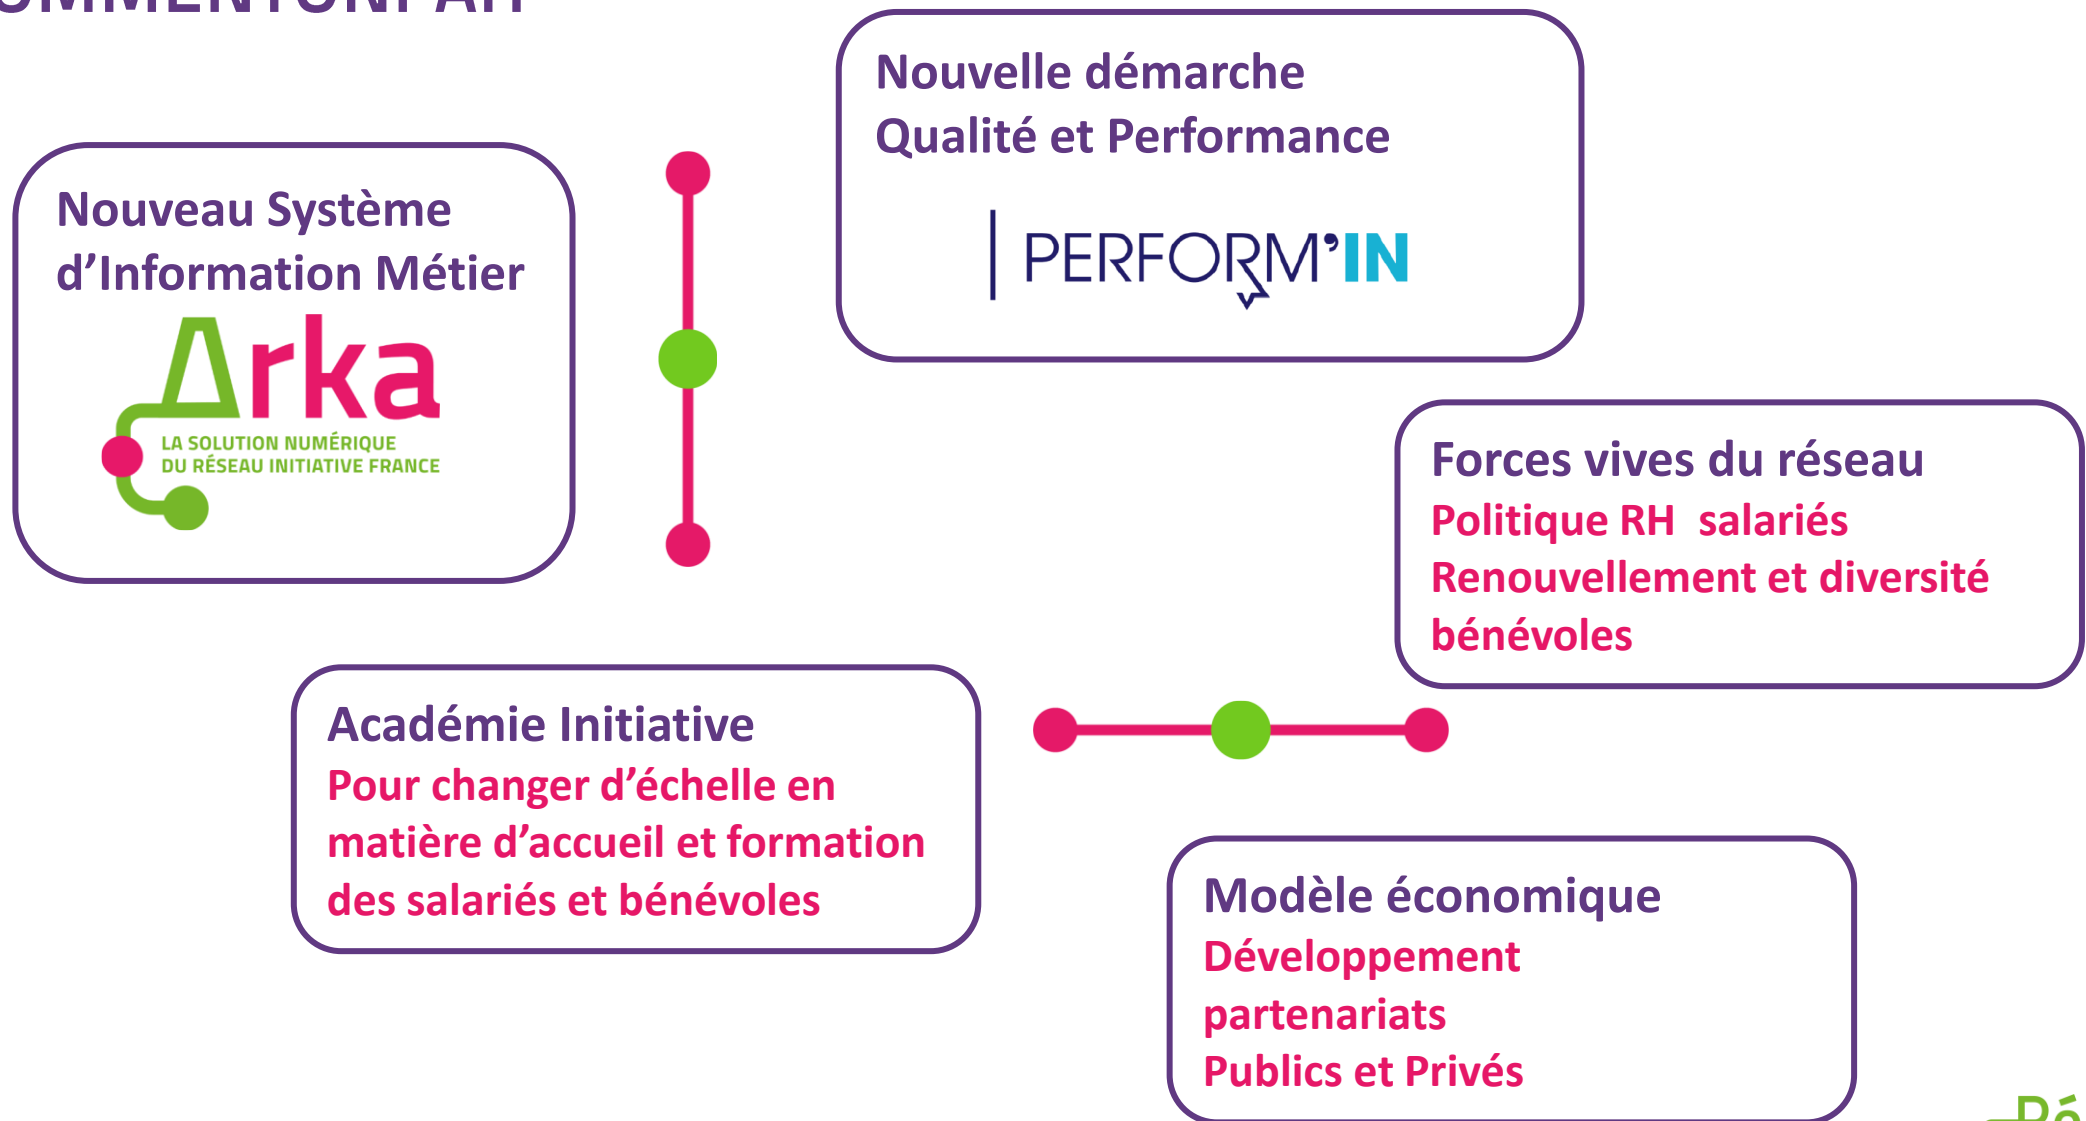 Nouvelle démarche
Qualité et Performance
PERFORM'IN
Nouveau Système
d’Information Métier
Arka
LA SOLUTION NUMÉRIQUE
DU RÉSEAU INITIATIVE FRANCE
Forces vives du réseau
Politique RH salariés
Renouvellement et diversité
bénévoles
Académie Initiative
Pour changer d’échelle en
matière d’accueil et formation
des salariés et bénévoles
Modèle économique
Développement
partenariats
Publics et Privés